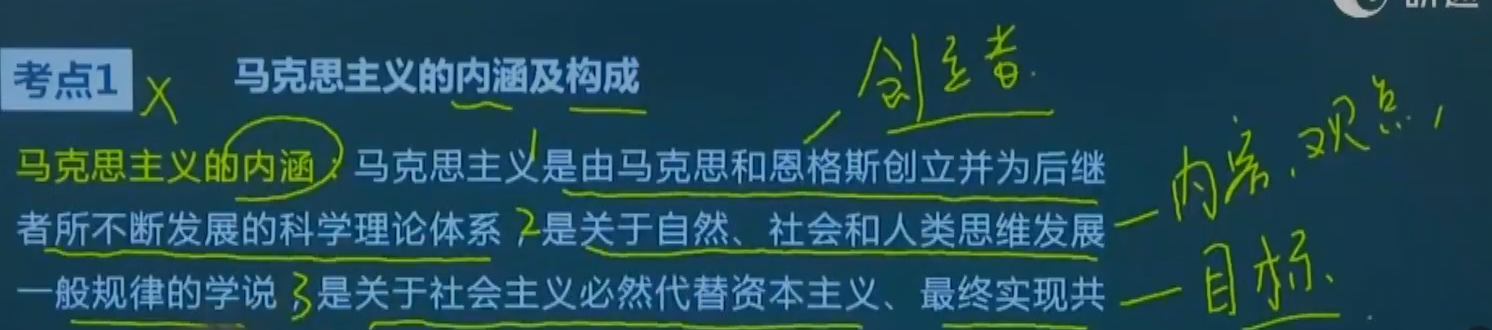 考点1 X 马克思主义的内涵及构成 创立者
马克思主义的内涵：马克思主义1是由马克思和恩格斯创立并为后继
内容、观点，
者所不断发展的科学理论体系2是关于自然、社会和人类思维发展
一般规律的学说3是关于社会主义必然代替资本主义、最终实现共
目标、